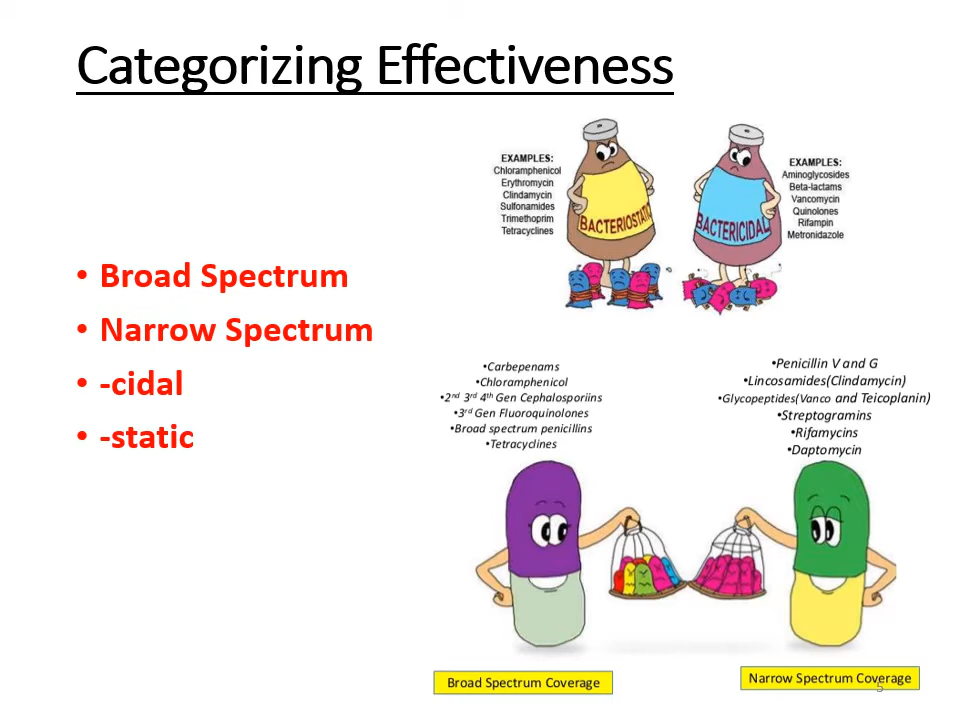 Categorizing Effectiveness
• Broad Spectrum
• Narrow Spectrum
• -cidal
• -static
EXAMPLES:
Chloramphenicol
Erythromycin
Clindamycin
Sulfonamides
Trimethoprim
Tetracyclines
BACTERIOSTATIC
BACTERICIDAL
EXAMPLES:
Aminoglycosides
Beta-lactams
Vancomycin
Quinolones
Rifampin
Metronidazole
•Carbepenams
•Chloramphenicol
•2nd 3rd 4th Gen Cephalosporiins
•3rd Gen Fluoroquinolones
•Broad spectrum penicillins
•Tetracyclines
•Penicillin V and G
•Lincosamides(Clindamycin)
•Glycopeptides(Vanco and Teicoplanin)
•Streptogramins
•Rifamycins
•Daptomycin
Broad Spectrum Coverage
Narrow Spectrum Coverage
5